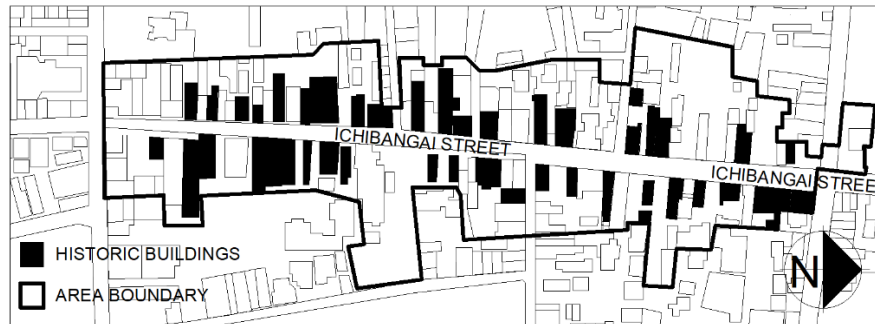 ICHIBANGAI STREET
ICHIBANGAI STREE
HISTORIC BUILDINGS
AREA BOUNDARY
N